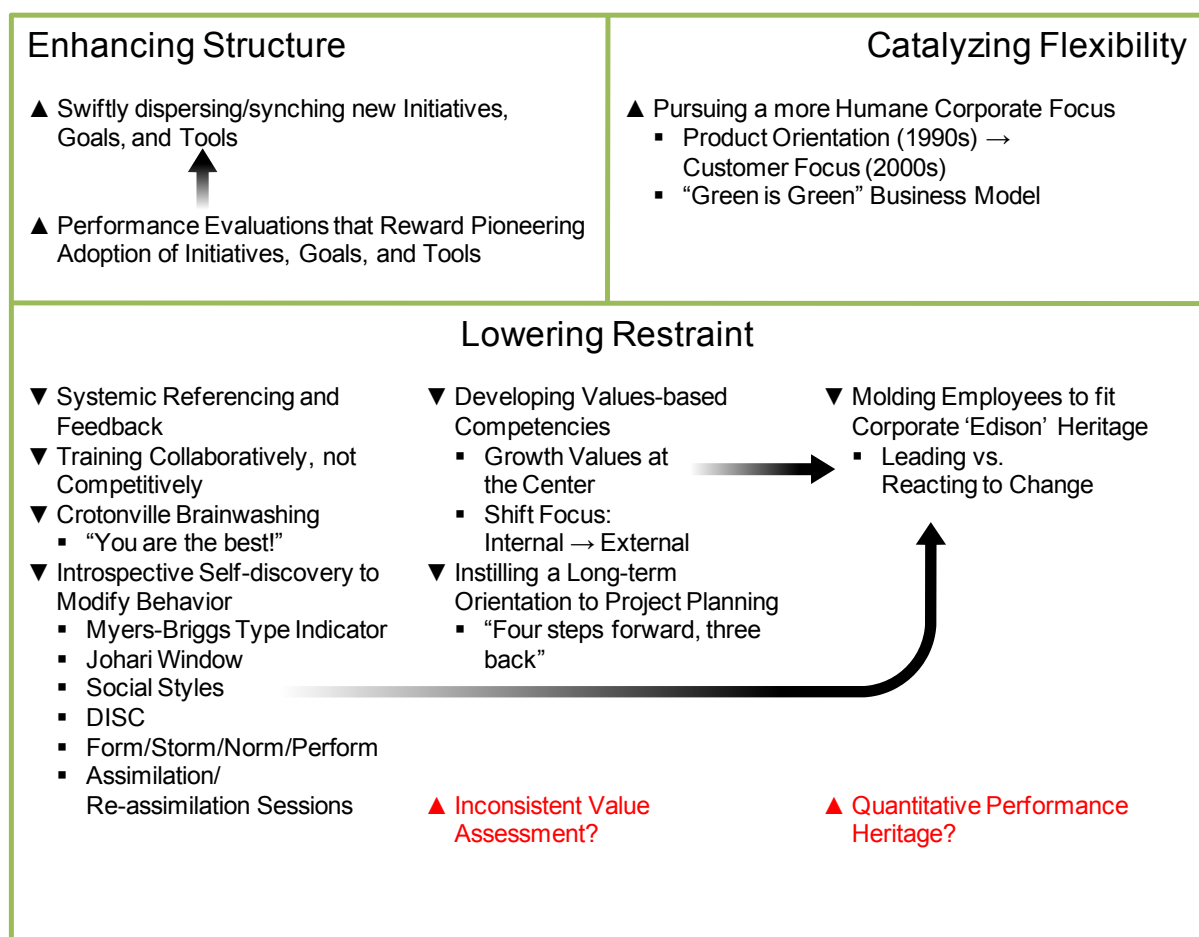 Enhancing Structure
▲ Swiftly dispersing/synching new Initiatives,
Goals, and Tools
▲ Performance Evaluations that Reward Pioneering
Adoption of Initiatives, Goals, and Tools
Catalyzing Flexibility
▲ Pursuing a more Humane Corporate Focus
▪ Product Orientation (1990s) →
Customer Focus (2000s)
▪ “Green is Green” Business Model
Lowering Restraint
▼ Systemic Referencing and
Feedback
▼ Training Collaboratively, not
Competitively
▼ Crotonville Brainwashing
▪ “You are the best!”
▼ Introspective Self-discovery to
Modify Behavior
▪ Myers-Briggs Type Indicator
▪ Johari Window
▪ Social Styles
▪ DISC
▪ Form/Storm/Norm/Perform
▪ Assimilation/
Re-assimilation Sessions
▼ Developing Values-based
Competencies
▪ Growth Values at
the Center
▪ Shift Focus:
Internal → External
▼ Instilling a Long-term
Orientation to Project Planning
▪ “Four steps forward, three
back”
▲ Inconsistent Value
Assessment?
▼ Molding Employees to fit
Corporate ‘Edison’ Heritage
▪ Leading vs.
Reacting to Change
▲ Quantitative Performance
Heritage?